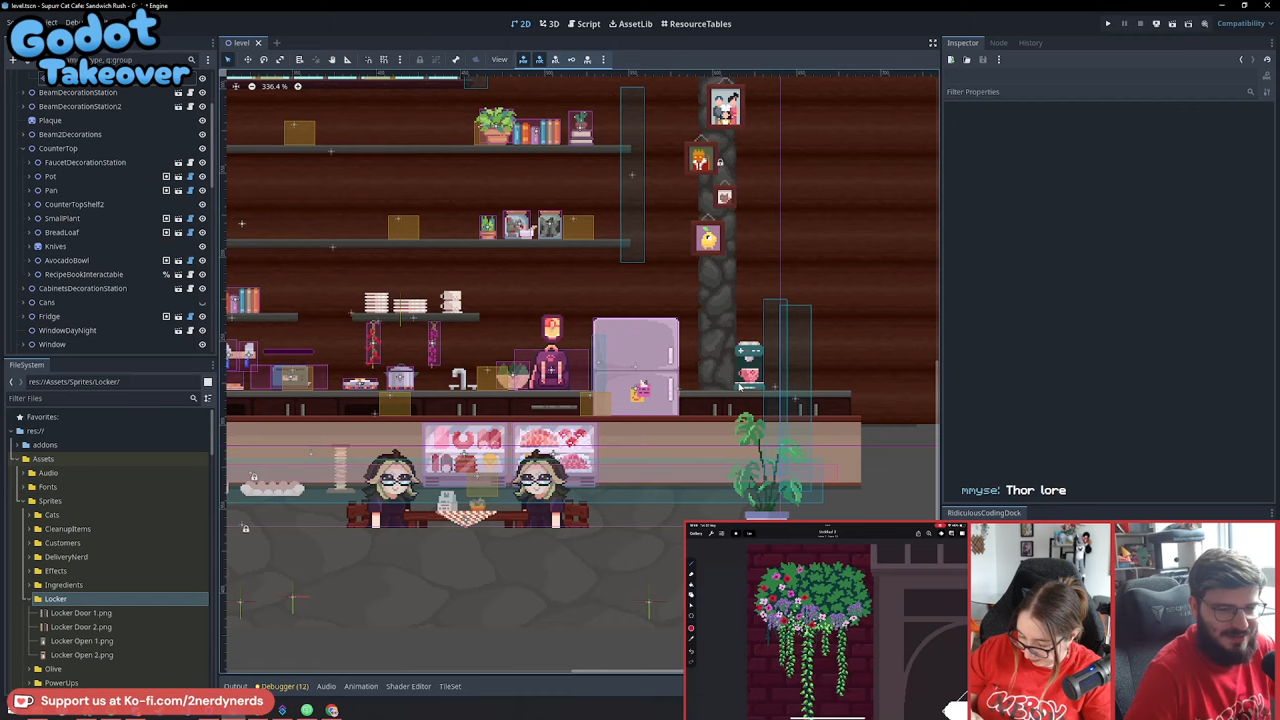 level.tscn - Supurr Cat Cafe: Sandwich Rush - Godot Engine
Godot
Takeover
2D
3D
Script
AssetLib
ResourceTables
Compatibility
level
Inspector
Node
History
View
336.4 %
Filter Properties
BeamDecorationStation
BeamDecorationStation2
Plaque
Beam2Decorations
CounterTop
FaucetDecorationStation
Pot
Pan
CounterTopShelf2
SmallPlant
BreadLoaf
Knives
AvocadoBowl
RecipeBookInteractable
CabinetsDecorationStation
Cans
Fridge
WindowDayNight
Window
FileSystem
res://Assets/Sprites/Locker/
Filter Files
Favorites:
res://
addons
Assets
Audio
Fonts
Sprites
Cats
CleanupItems
Customers
DeliveryNerd
Effects
Ingredients
Locker
Locker Door 1.png
Locker Door 2.png
Locker Open 1.png
Locker Open 2.png
Olive
PowerUps
mmyse: Thor lore
RidiculousCodingDock
Output
Debugger (12)
Audio
Animation
Shader Editor
TileSet
Support us at Ko-fi.com/2nerdynerds